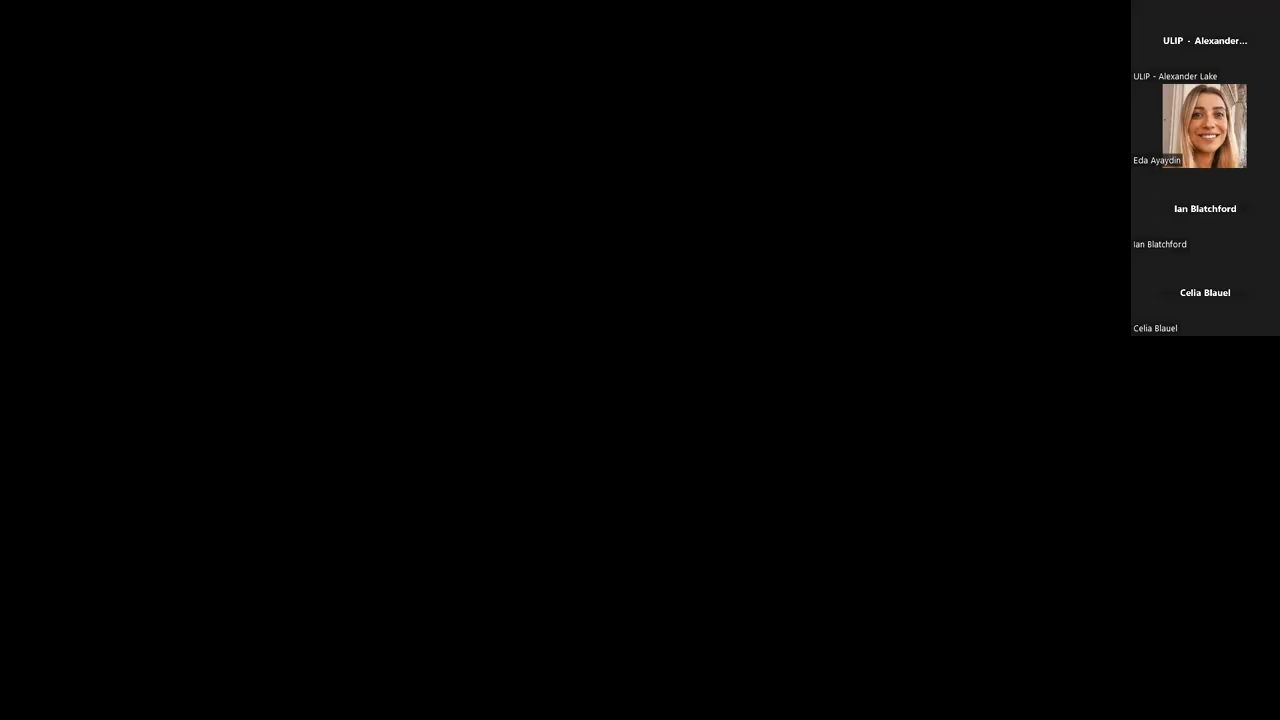 ULIP - Alexander...
ULIP - Alexander Lake
Eda Ayaydin
Ian Blatchford
Ian Blatchford
Celia Blauel
Celia Blauel